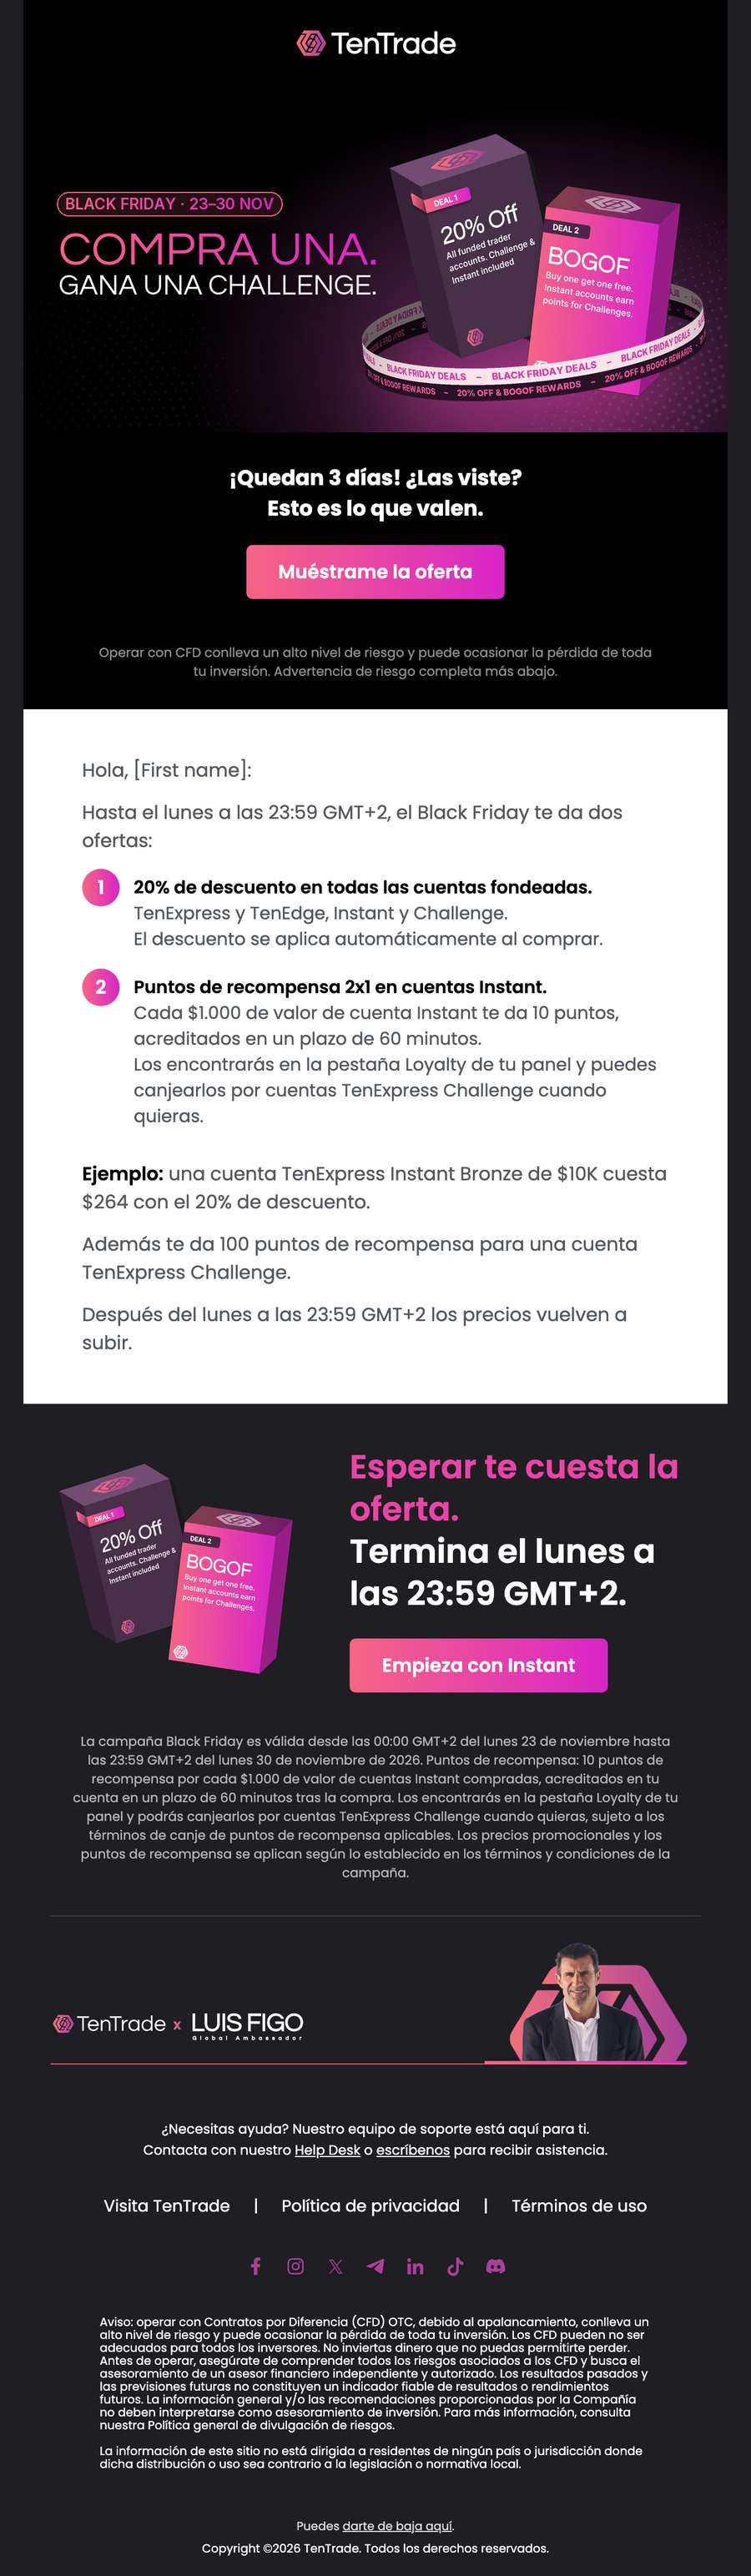 TenTrade
BLACK FRIDAY · 23–30 NOV
COMPRA UNA.
GANA UNA CHALLENGE.
DEAL 1
20% Off
All funded trader
accounts. Challenge &
Instant included
DEAL 2
BOGOF
Buy one get one free.
Instant accounts earn
points for Challenges.
BLACK FRIDAY DEALS – BLACK FRIDAY DEALS – BLACK FRIDAY DEALS
20% OFF & BOGOF REWARDS – 20% OFF & BOGOF REWARDS
¡Quedan 3 días! ¿Las viste?
Esto es lo que valen.
Muéstrame la oferta
Operar con CFD conlleva un alto nivel de riesgo y puede ocasionar la pérdida de toda
tu inversión. Advertencia de riesgo completa más abajo.
Hola, [First name]:
Hasta el lunes a las 23:59 GMT+2, el Black Friday te da dos
ofertas:
1
20% de descuento en todas las cuentas fondeadas.
TenExpress y TenEdge, Instant y Challenge.
El descuento se aplica automáticamente al comprar.
2
Puntos de recompensa 2x1 en cuentas Instant.
Cada $1.000 de valor de cuenta Instant te da 10 puntos,
acreditados en un plazo de 60 minutos.
Los encontrarás en la pestaña Loyalty de tu panel y puedes
canjearlos por cuentas TenExpress Challenge cuando
quieras.
Ejemplo: una cuenta TenExpress Instant Bronze de $10K cuesta
$264 con el 20% de descuento.
Además te da 100 puntos de recompensa para una cuenta
TenExpress Challenge.
Después del lunes a las 23:59 GMT+2 los precios vuelven a
subir.
DEAL 1
20% Off
All funded trader
accounts. Challenge &
Instant included
DEAL 2
BOGOF
Buy one get one free.
Instant accounts earn
points for Challenges.
Esperar te cuesta la
oferta.
Termina el lunes a
las 23:59 GMT+2.
Empieza con Instant
La campaña Black Friday es válida desde las 00:00 GMT+2 del lunes 23 de noviembre hasta
las 23:59 GMT+2 del lunes 30 de noviembre de 2026. Puntos de recompensa: 10 puntos de
recompensa por cada $1.000 de valor de cuentas Instant compradas, acreditados en tu
cuenta en un plazo de 60 minutos tras la compra. Los encontrarás en la pestaña Loyalty de tu
panel y podrás canjearlos por cuentas TenExpress Challenge cuando quieras, sujeto a los
términos de canje de puntos de recompensa aplicables. Los precios promocionales y los
puntos de recompensa se aplican según lo establecido en los términos y condiciones de la
campaña.
TenTrade x LUIS FIGO
Global Ambassador
¿Necesitas ayuda? Nuestro equipo de soporte está aquí para ti.
Contacta con nuestro Help Desk o escríbenos para recibir asistencia.
Visita TenTrade | Política de privacidad | Términos de uso
Aviso: operar con Contratos por Diferencia (CFD) OTC, debido al apalancamiento, conlleva un
alto nivel de riesgo y puede ocasionar la pérdida de toda tu inversión. Los CFD pueden no ser
adecuados para todos los inversores. No inviertas dinero que no puedas permitirte perder.
Antes de operar, asegúrate de comprender todos los riesgos asociados a los CFD y busca el
asesoramiento de un asesor financiero independiente y autorizado. Los resultados pasados y
las previsiones futuras no constituyen un indicador fiable de resultados o rendimientos
futuros. La información general y/o las recomendaciones proporcionadas por la Compañía
no deben interpretarse como asesoramiento de inversión. Para más información, consulta
nuestra Política general de divulgación de riesgos.
La información de este sitio no está dirigida a residentes de ningún país o jurisdicción donde
dicha distribución o uso sea contrario a la legislación o normativa local.
Puedes darte de baja aquí.
Copyright ©2026 TenTrade. Todos los derechos reservados.